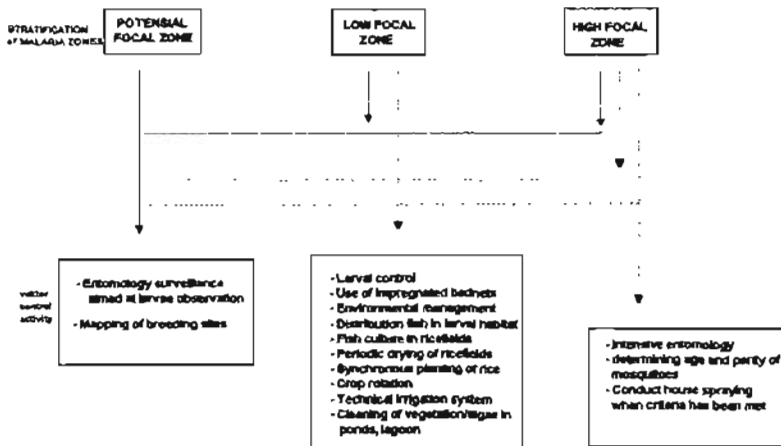 STRATIFICATION
of MALARIA ZONES
POTENSIAL
FOCAL ZONE
LOW FOCAL
ZONE
HIGH FOCAL
ZONE
vektor
control
activity
- Entomology surveillance
aimed at larvae observation
- Mapping of breeding sites
- Larval control
- Use of impregnated bednets
- Environmental management
- Distribution fish in larval habitat
- Fish culture in ricefields
- Periodic drying of ricefields
- Synchronous planting of rice
- Crop rotation
- Technical irrigation system
- Cleaning of vegetation/algae in
ponds, lagoon
- Intensive entomology
- determining age and parity of
mosquitoes
- Conduct house spraying
when criteria has been met